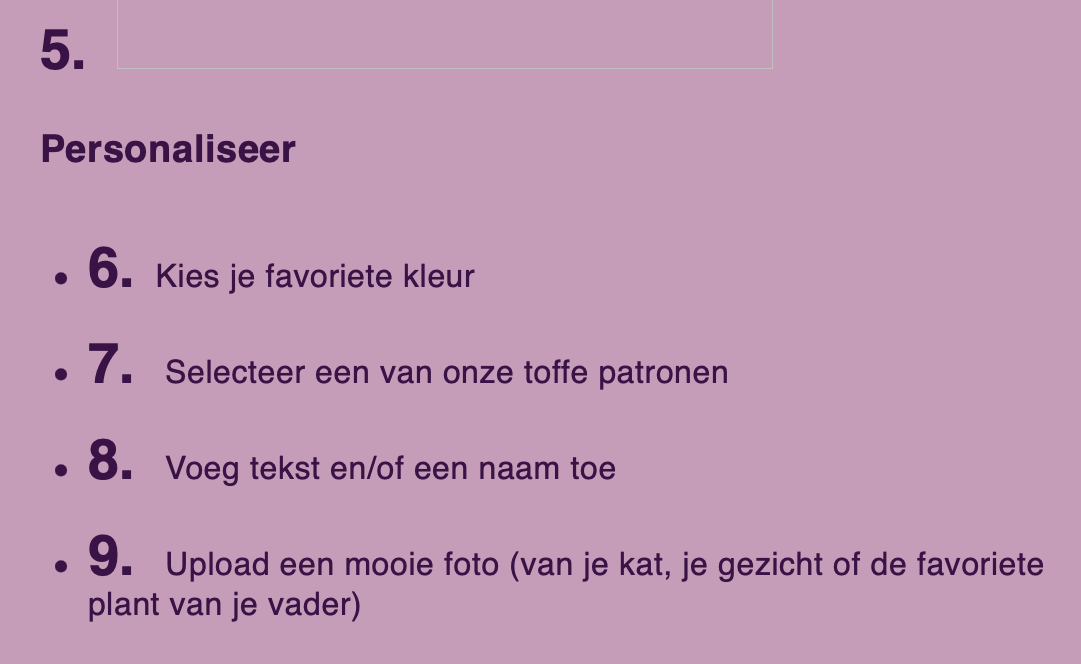 5.
Personaliseer
• 6. Kies je favoriete kleur
• 7. Selecteer een van onze toffe patronen
• 8. Voeg tekst en/of een naam toe
• 9. Upload een mooie foto (van je kat, je gezicht of de favoriete
plant van je vader)